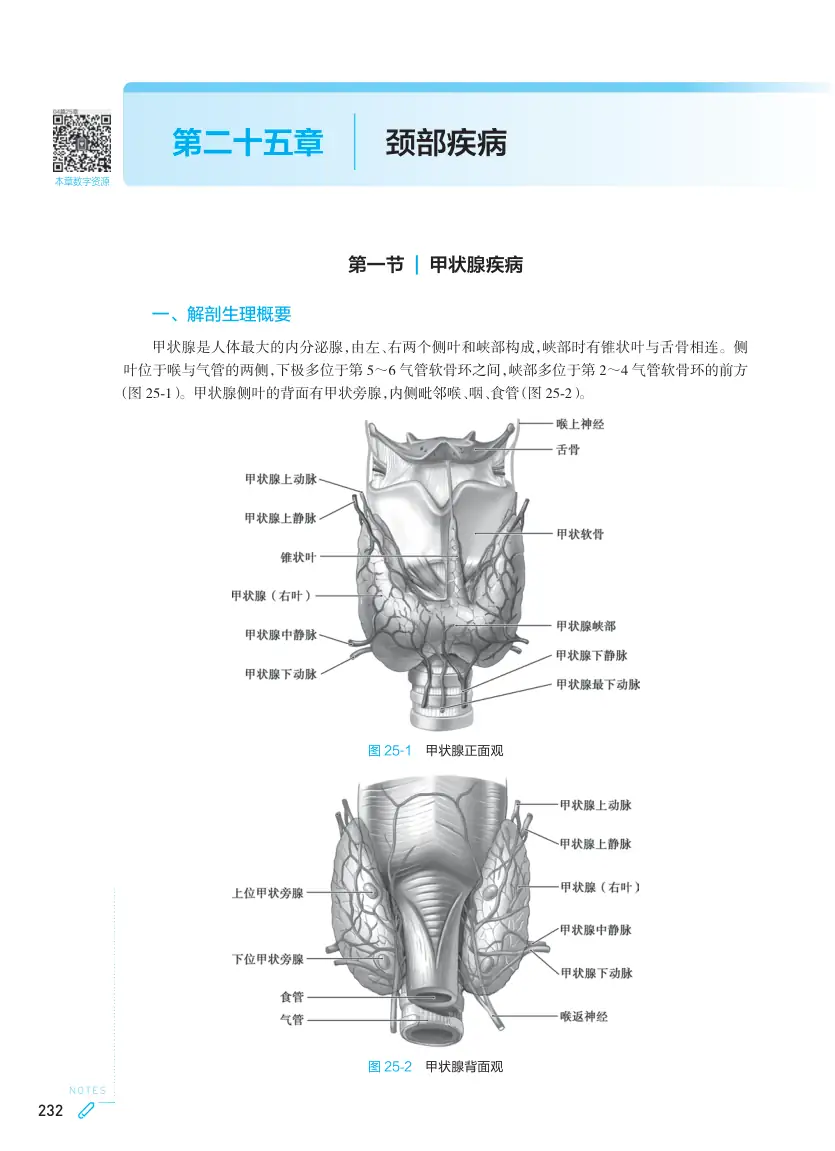 第二十五章
颈部疾病
本章数字资源
第一节 | 甲状腺疾病
一、解剖生理概要
甲状腺是人体最大的内分泌腺,由左、右两个侧叶和峡部构成,峡部时有锥状叶与舌骨相连。侧
叶位于喉与气管的两侧,下极多位于第 5～6 气管软骨环之间,峡部多位于第 2～4 气管软骨环的前方
(图 25-1)。甲状腺侧叶的背面有甲状旁腺,内侧毗邻喉、咽、食管(图 25-2)。
喉上神经
舌骨
甲状腺上动脉
甲状腺上静脉
甲状软骨
锥状叶
甲状腺(右叶)
甲状腺峡部
甲状腺中静脉
甲状腺下静脉
甲状腺下动脉
甲状腺最下动脉
图 25-1 甲状腺正面观
甲状腺上动脉
甲状腺上静脉
上位甲状旁腺
甲状腺(右叶)
甲状腺中静脉
下位甲状旁腺
甲状腺下动脉
食管
气管
喉返神经
图 25-2 甲状腺背面观
NOTES
232